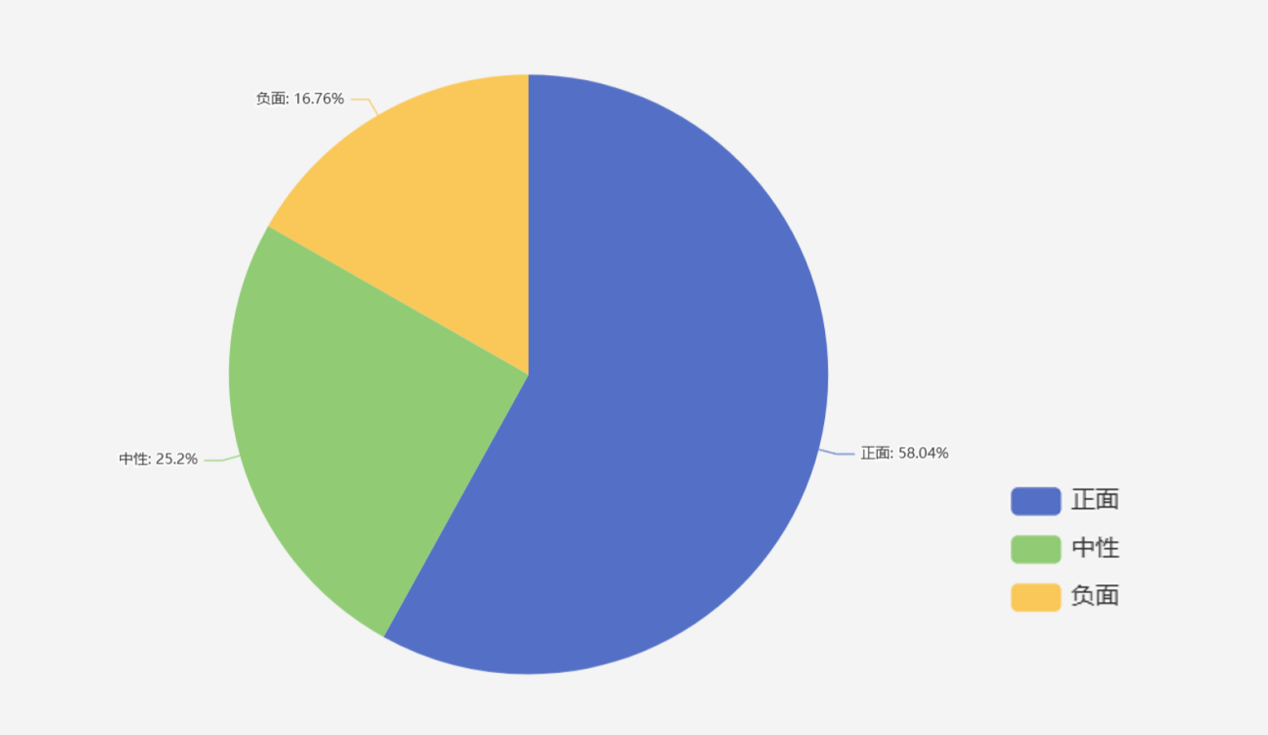 负面: 16.76%
中性: 25.2%
正面: 58.04%
正面
中性
负面